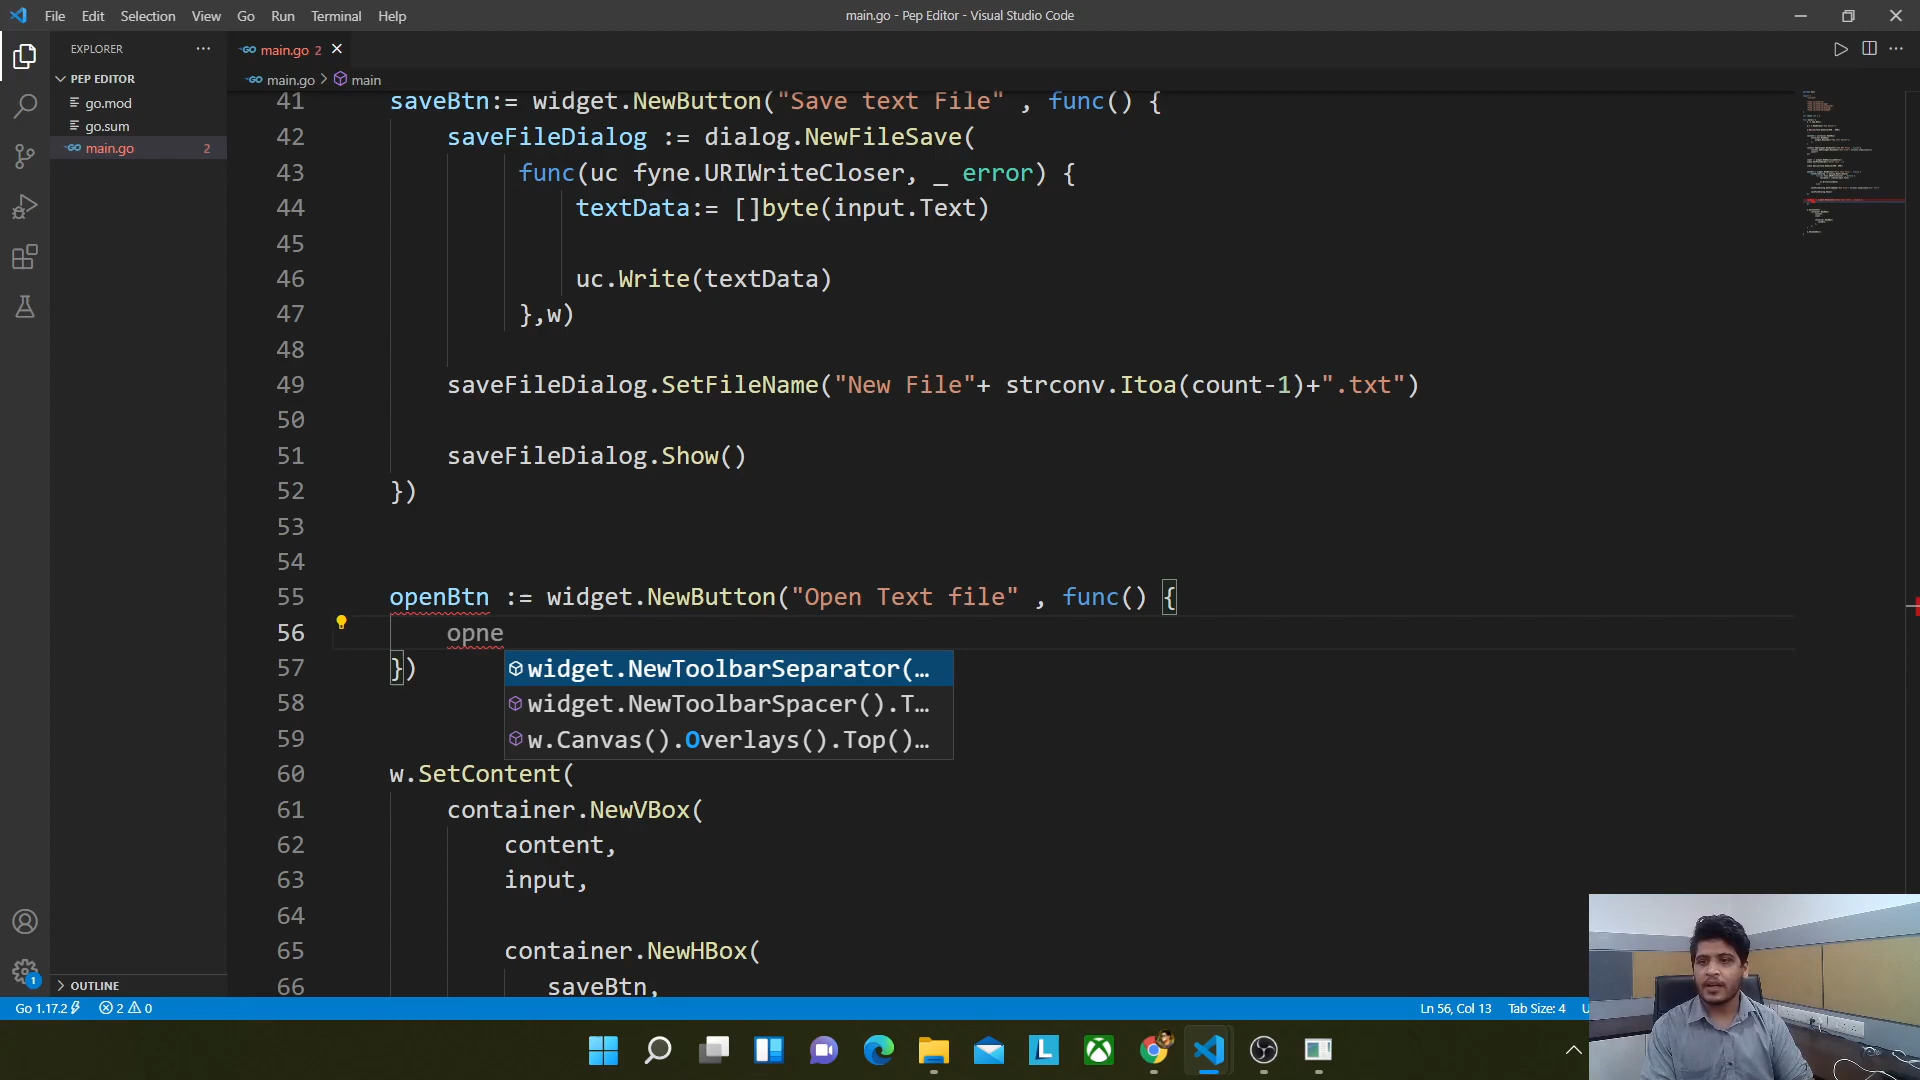 File Edit Selection View Go Run Terminal Help
main.go - Pep Editor - Visual Studio Code
EXPLORER
PEP EDITOR
go.mod
go.sum
main.go 2
OUTLINE
main.go 2
main.go > main
41 saveBtn:= widget.NewButton("Save text File" , func() {
42 saveFileDialog := dialog.NewFileSave(
43 func(uc fyne.URIWriteCloser, _ error) {
44 textData:= []byte(input.Text)
45
46 uc.Write(textData)
47 },w)
48
49 saveFileDialog.SetFileName("New File"+ strconv.Itoa(count-1)+".txt")
50
51 saveFileDialog.Show()
52 })
53
54
55 openBtn := widget.NewButton("Open Text file" , func() {
56 opne
widget.NewToolbarSeparator(…
57 })
widget.NewToolbarSpacer().T…
58
w.Canvas().Overlays().Top()…
59
60 w.SetContent(
61 container.NewVBox(
62 content,
63 input,
64
65 container.NewHBox(
66 saveBtn,
1
Go 1.17.2 2 0 Ln 56, Col 13 Tab Size: 4
L